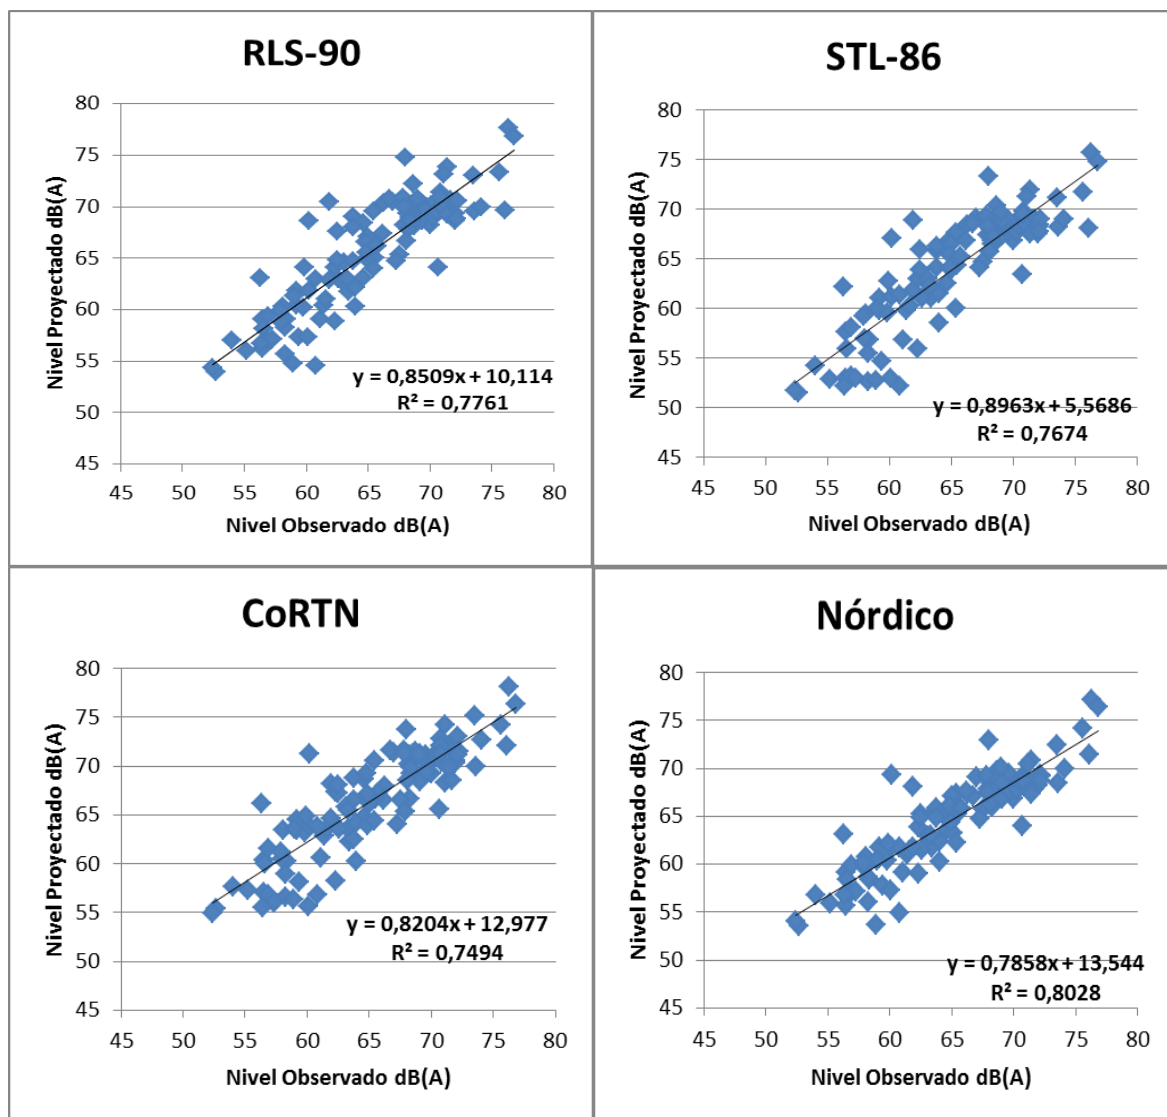 RLS-90
Nivel Proyectado dB(A)
80
75
70
65
60
55
50
45
y = 0,8509x + 10,114
R² = 0,7761
45 50 55 60 65 70 75 80
Nivel Observado dB(A)
STL-86
Nivel Proyectado dB(A)
80
75
70
65
60
55
50
45
y = 0,8963x + 5,5686
R² = 0,7674
45 50 55 60 65 70 75 80
Nivel Observado dB(A)
CoRTN
Nivel Proyectado dB(A)
80
75
70
65
60
55
50
45
y = 0,8204x + 12,977
R² = 0,7494
45 50 55 60 65 70 75 80
Nivel Observado dB(A)
Nórdico
Nivel Proyectado dB(A)
80
75
70
65
60
55
50
45
y = 0,7858x + 13,544
R² = 0,8028
45 50 55 60 65 70 75 80
Nivel Observado dB(A)